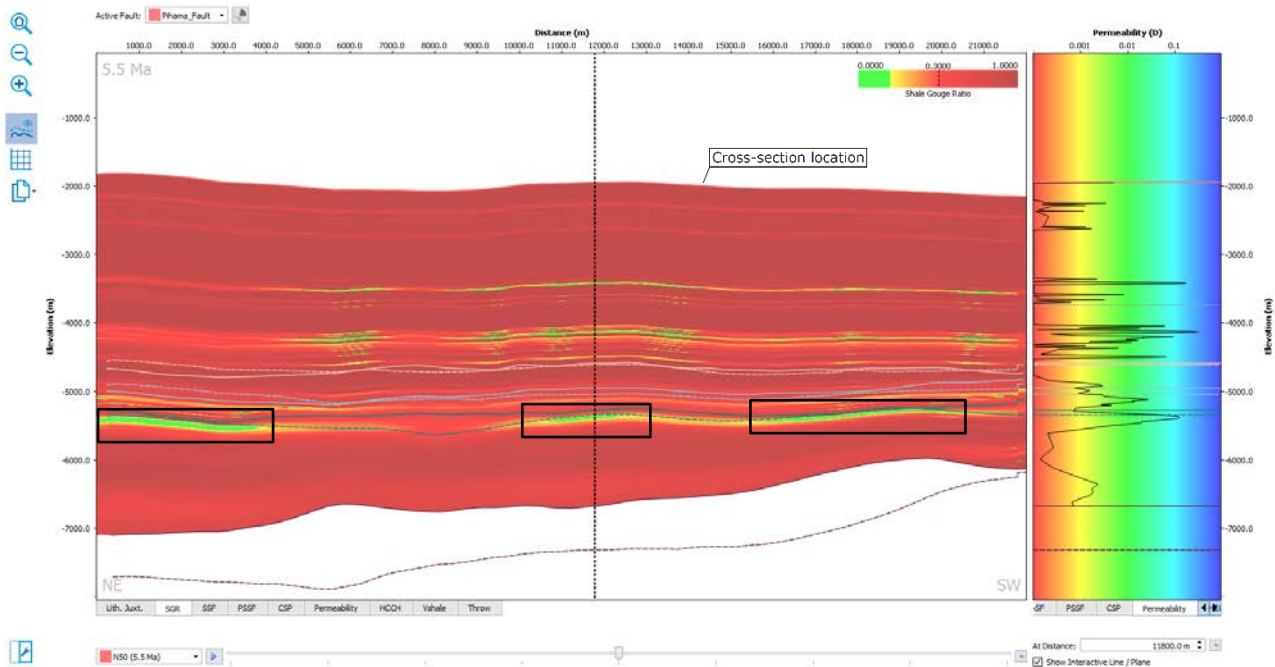 Active Fault: Pihama_Fault
Distance (m)
1000.0 2000.0 3000.0 4000.0 5000.0 6000.0 7000.0 8000.0 9000.0 10000.0 11000.0 12000.0 13000.0 14000.0 15000.0 16000.0 17000.0 18000.0 19000.0 20000.0 21000.0
Permeability (D)
0.001 0.01 0.1
5.5 Ma
0.0000 0.3000 1.0000
Shale Gouge Ratio
Cross-section location
Elevation (m)
-1000.0
-2000.0
-3000.0
-4000.0
-5000.0
-6000.0
-7000.0
NE
SW
-1000.0
-2000.0
-3000.0
-4000.0
-5000.0
-6000.0
-7000.0
Elevation (m)
Lith. Juxt. SGR SSF PSSF CSP Permeability HCCH Vshale Throw
PSSF CSP Permeability
N50 (5.5 Ma)
At Distance: 11800.0 m
Show Interactive Line / Plane